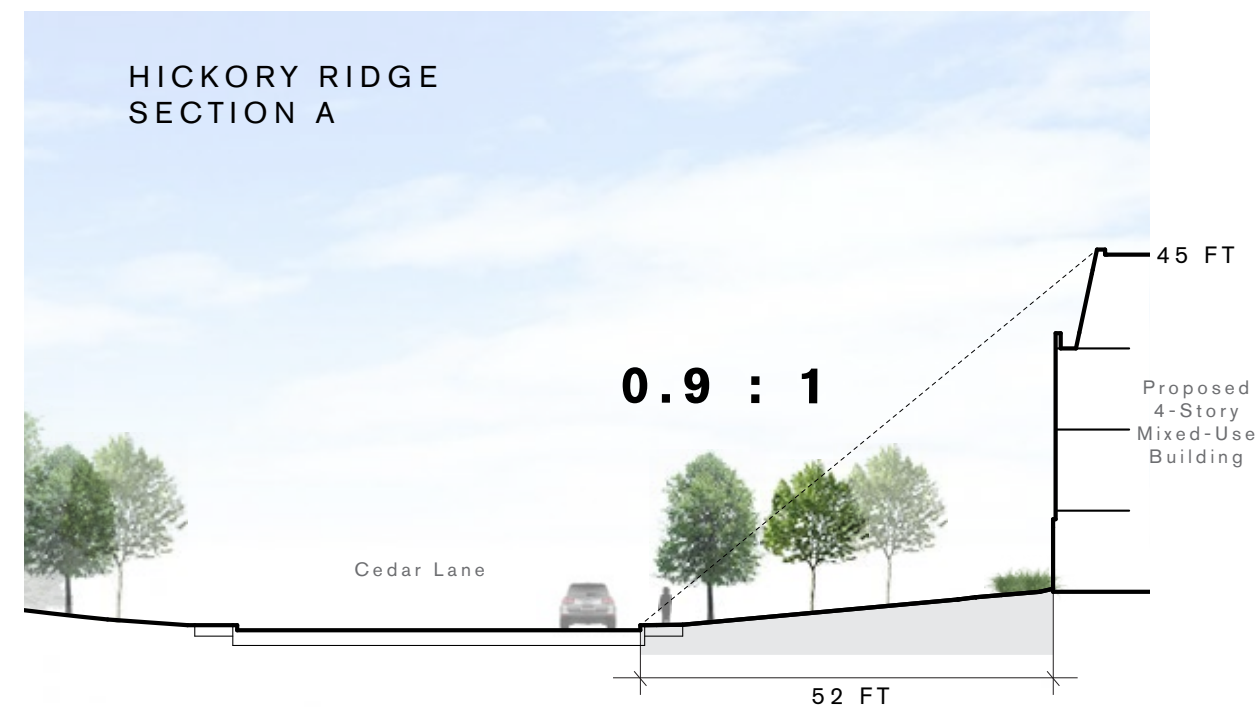 HICKORY RIDGE
SECTION A
45 FT
0.9 : 1
Proposed
4-Story
Mixed-Use
Building
Cedar Lane
52 FT